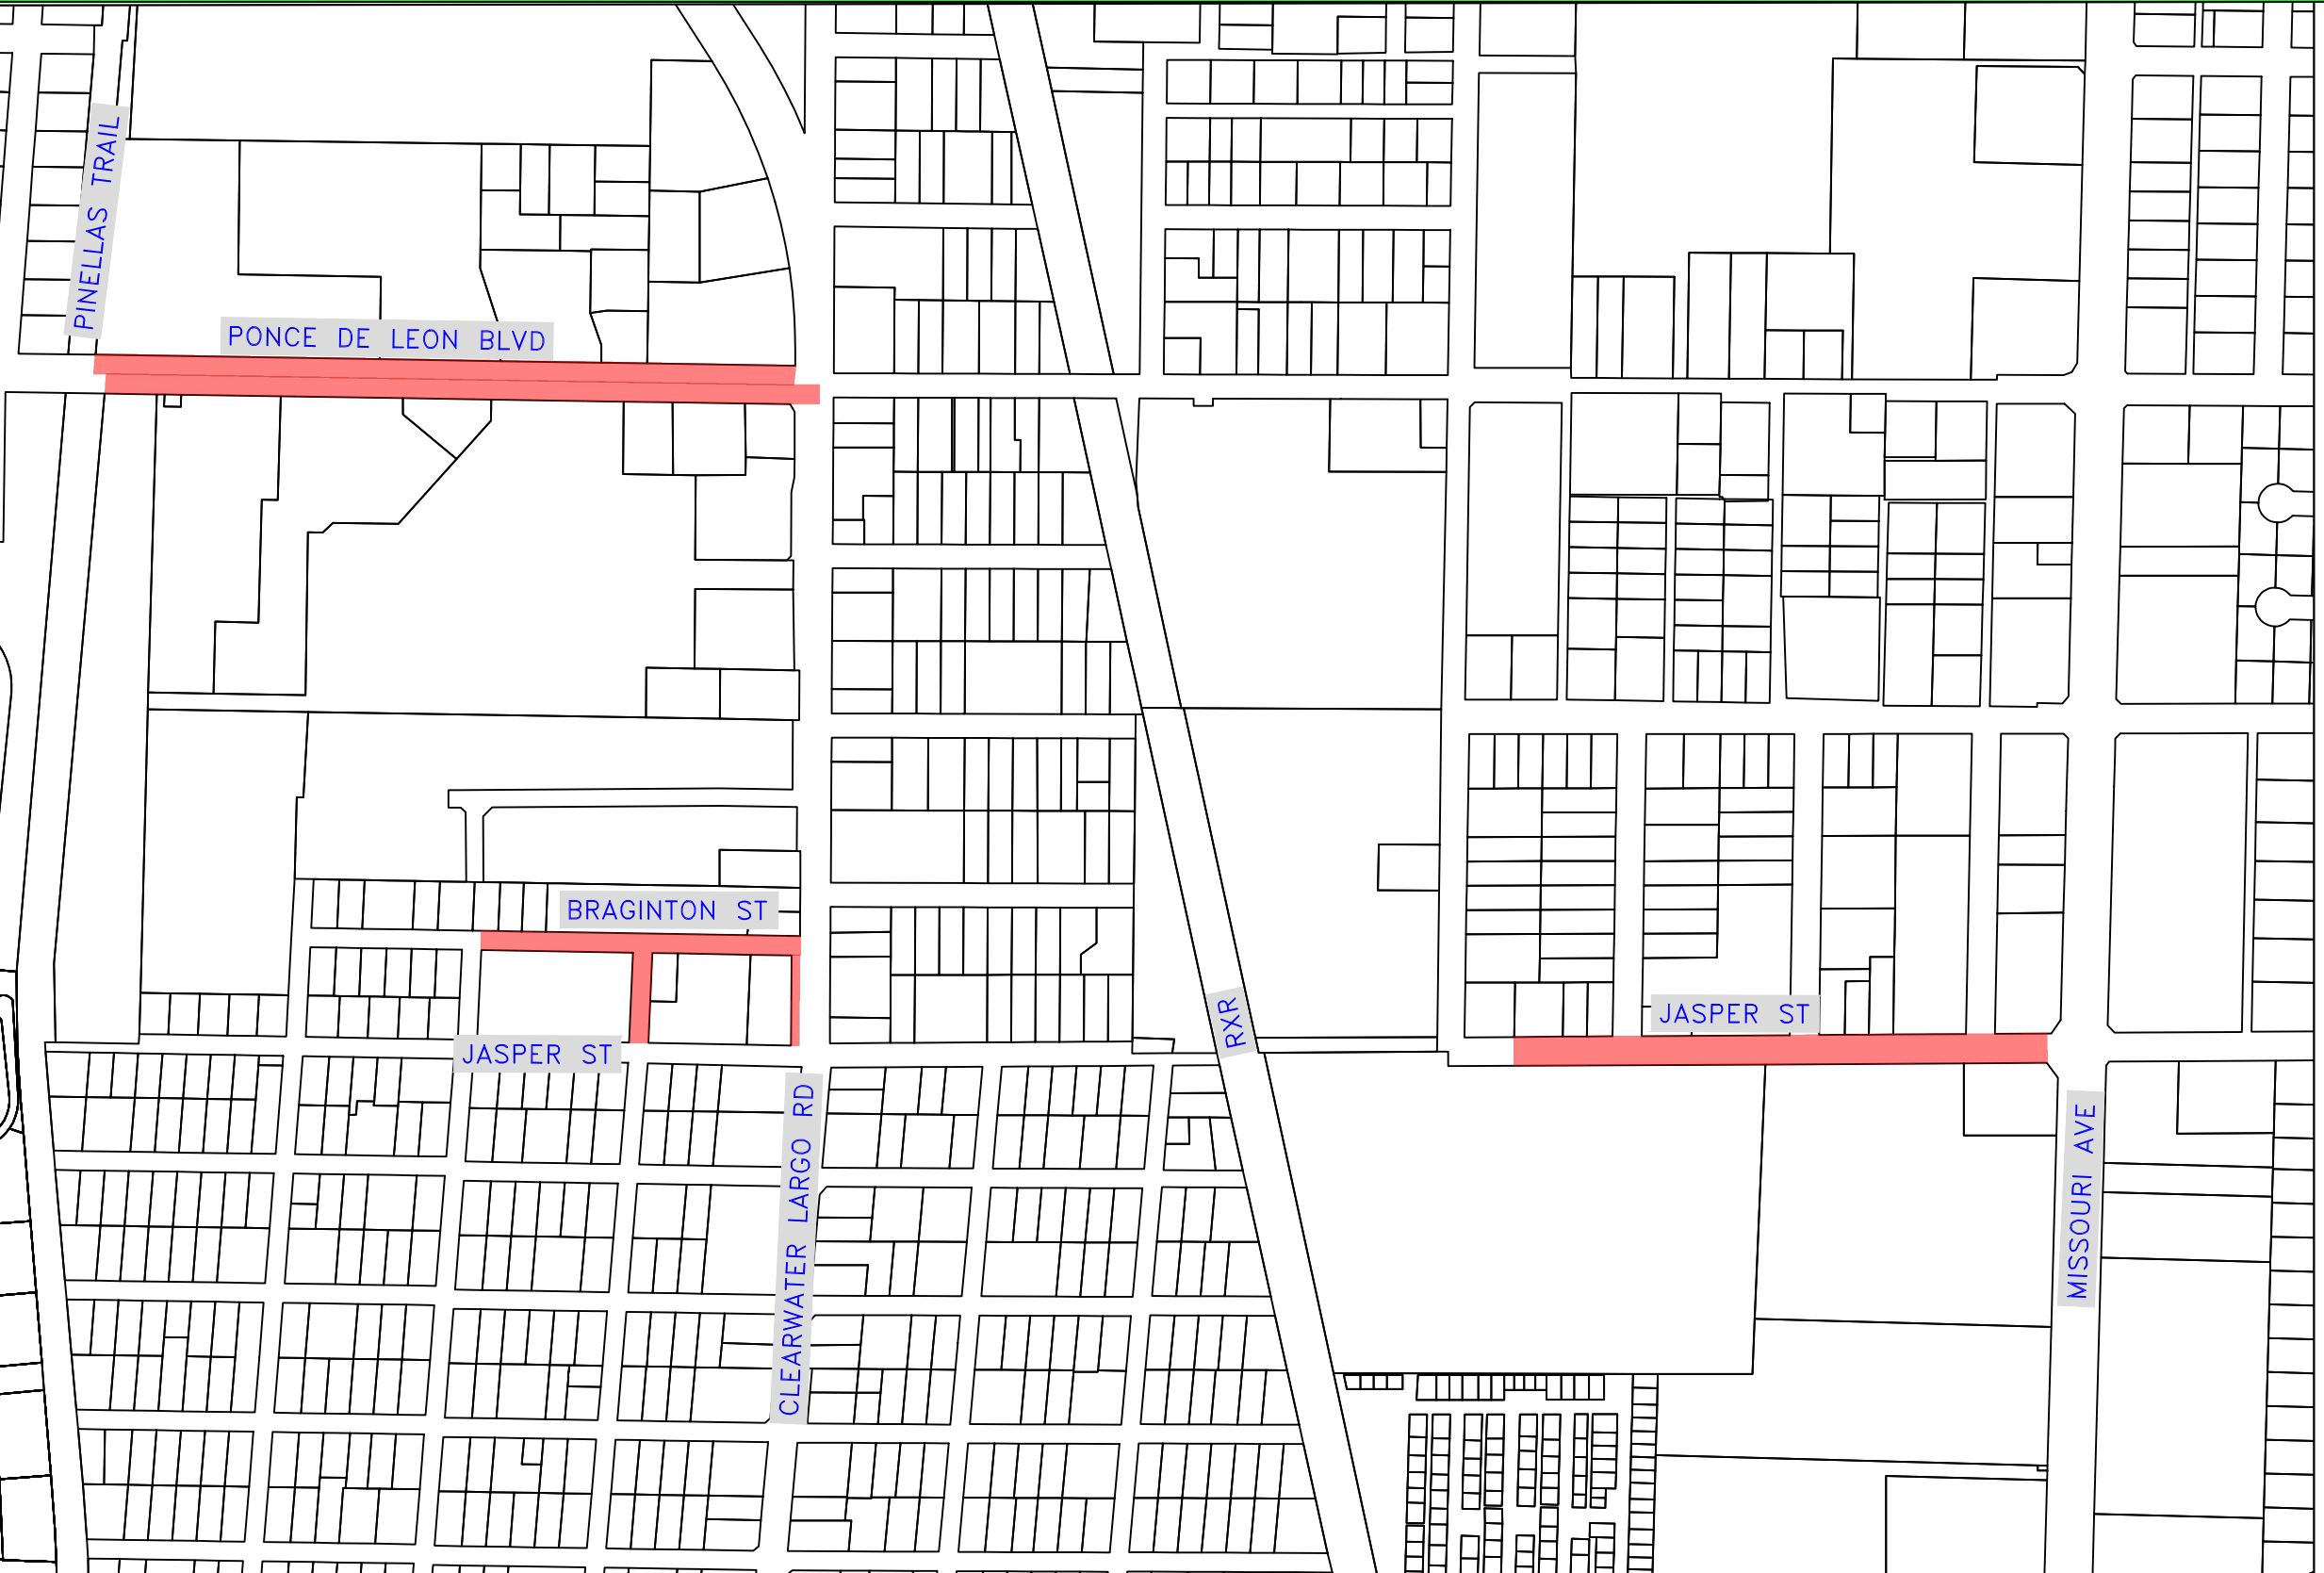 PINELLAS TRAIL
PONCE DE LEON BLVD
BRAGINTON ST
JASPER ST
JASPER ST
RXR
CLEARWATER LARGO RD
MISSOURI AVE